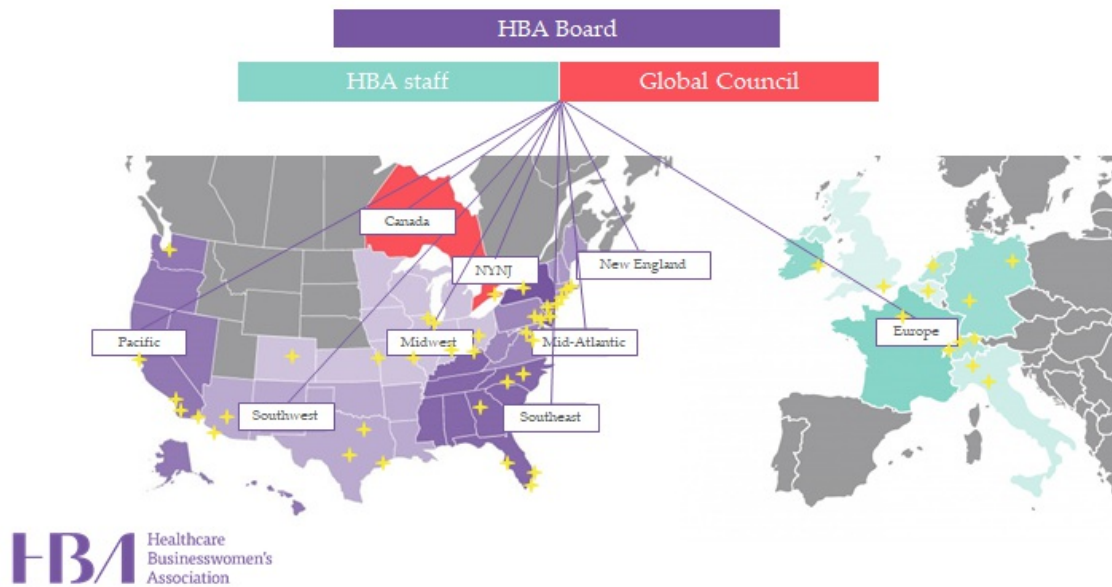 HBA Board
HBA staff
Global Council
Canada
NYNJ
New England
Pacific
Midwest
Mid-Atlantic
Europe
Southwest
Southeast
HBA
Healthcare
Businesswomen's
Association